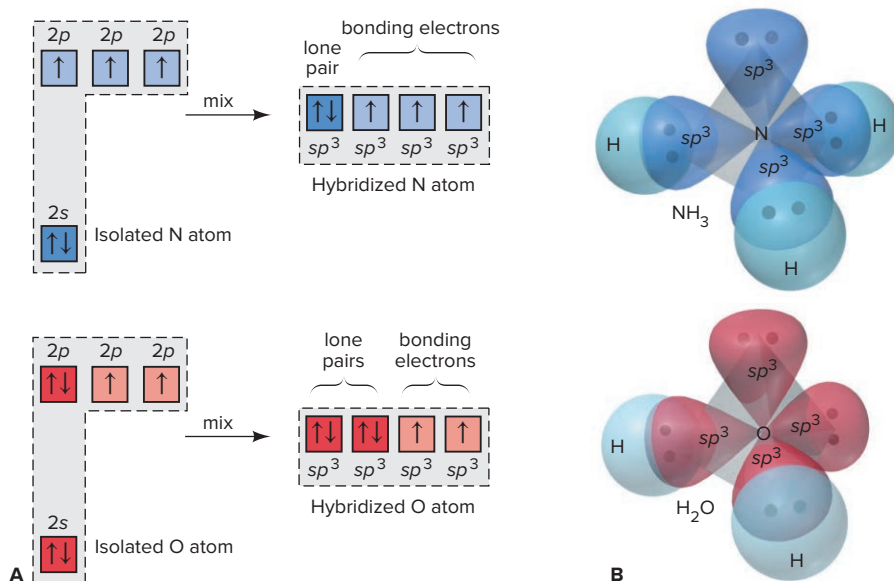 2p 2p 2p
↑ ↑ ↑
mix
2s
↑↓
Isolated N atom
bonding electrons
lone
pair
↑↓ ↑ ↑ ↑
sp³ sp³ sp³ sp³
Hybridized N atom
sp³
H
sp³
N
sp³
H
sp³
NH₃
H
2p 2p 2p
↑↓ ↑ ↑
mix
2s
↑↓
Isolated O atom
lone
pairs
bonding
electrons
↑↓ ↑↓ ↑ ↑
sp³ sp³ sp³ sp³
Hybridized O atom
sp³
H
sp³
O
sp³
sp³
H₂O
H
A
B